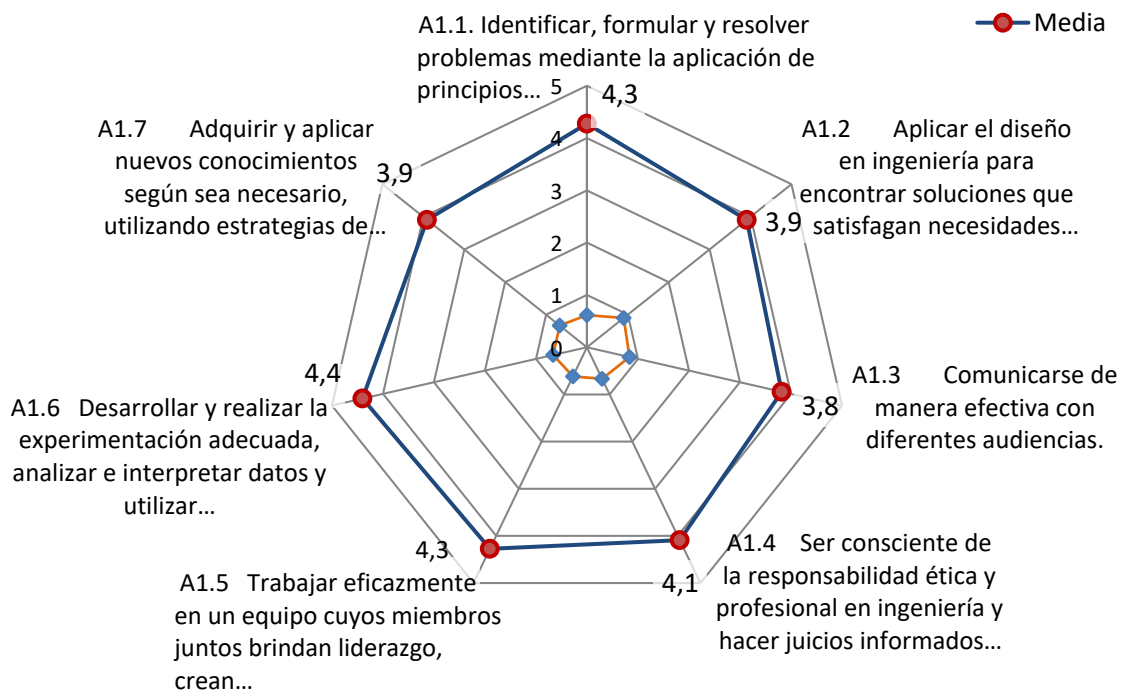 A1.1. Identificar, formular y resolver
problemas mediante la aplicación de
principios...
Media
5
4,3
4
3
2
1
0
A1.2 Aplicar el diseño
en ingeniería para
encontrar soluciones que
satisfagan necesidades...
3,9
A1.3 Comunicarse de
manera efectiva con
diferentes audiencias.
3,8
A1.4 Ser consciente de
la responsabilidad ética y
profesional en ingeniería y
hacer juicios informados...
4,1
A1.5 Trabajar eficazmente
en un equipo cuyos miembros
juntos brindan liderazgo,
crean...
4,3
A1.6 Desarrollar y realizar la
experimentación adecuada,
analizar e interpretar datos y
utilizar...
4,4
A1.7 Adquirir y aplicar
nuevos conocimientos
según sea necesario,
utilizando estrategias de...
3,9